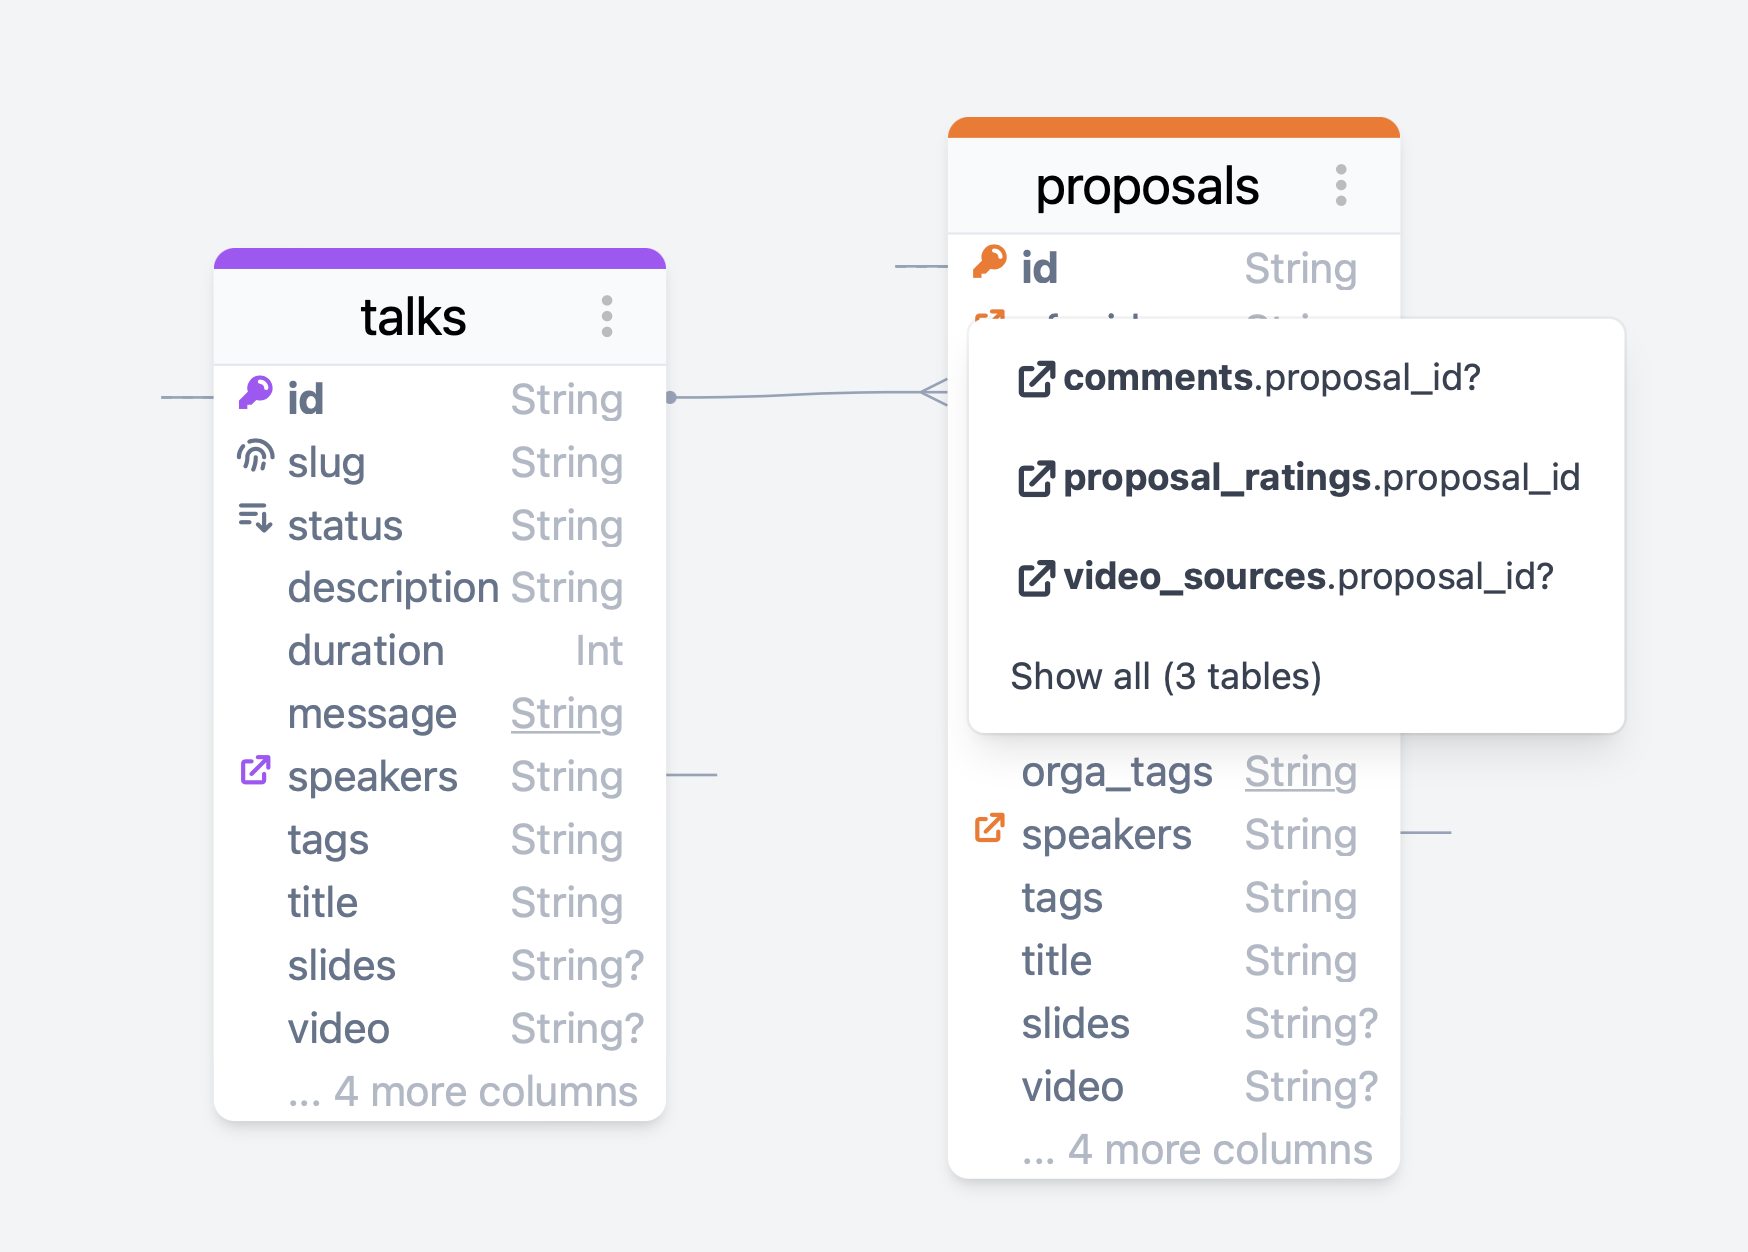 talks
id String
slug String
status String
description String
duration Int
message String
speakers String
tags String
title String
slides String?
video String?
... 4 more columns
proposals
id String
comments.proposal_id?
proposal_ratings.proposal_id
video_sources.proposal_id?
Show all (3 tables)
orga_tags String
speakers String
tags String
title String
slides String?
video String?
... 4 more columns